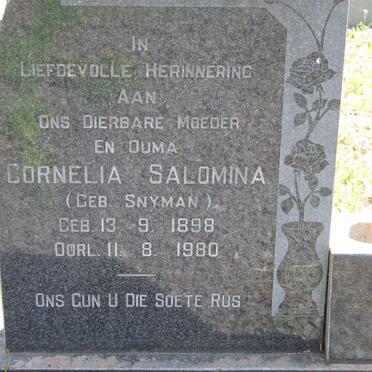 IN
LIEFDEVOLLE HERINNERING
AAN
ONS DIERBARE MOEDER
EN OUMA
CORNELIA SALOMINA
(GEB. SNYMAN)
GEB. 13. 9. 1898
OORL. 11. 8. 1980
ONS GUN U DIE SOETE RUS.